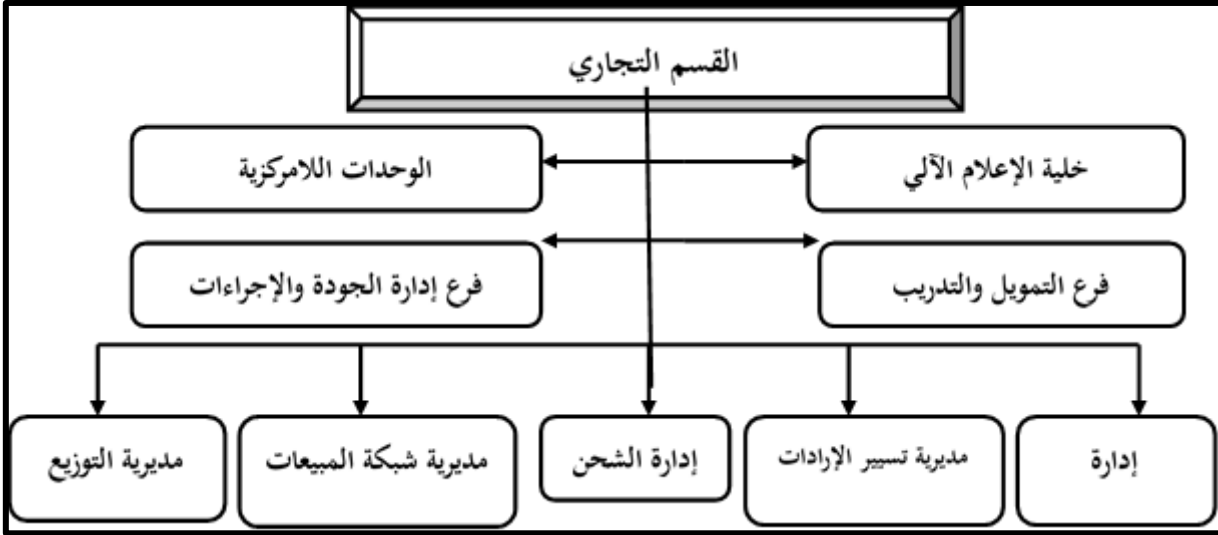 القسم التجاري
خلية الإعلام الآلي
الوحدات اللامركزية
فرع التمويل والتدريب
فرع إدارة الجودة والإجراءات
إدارة
مديرية تسيير الإرادات
إدارة الشحن
مديرية شبكة المبيعات
مديرية التوزيع